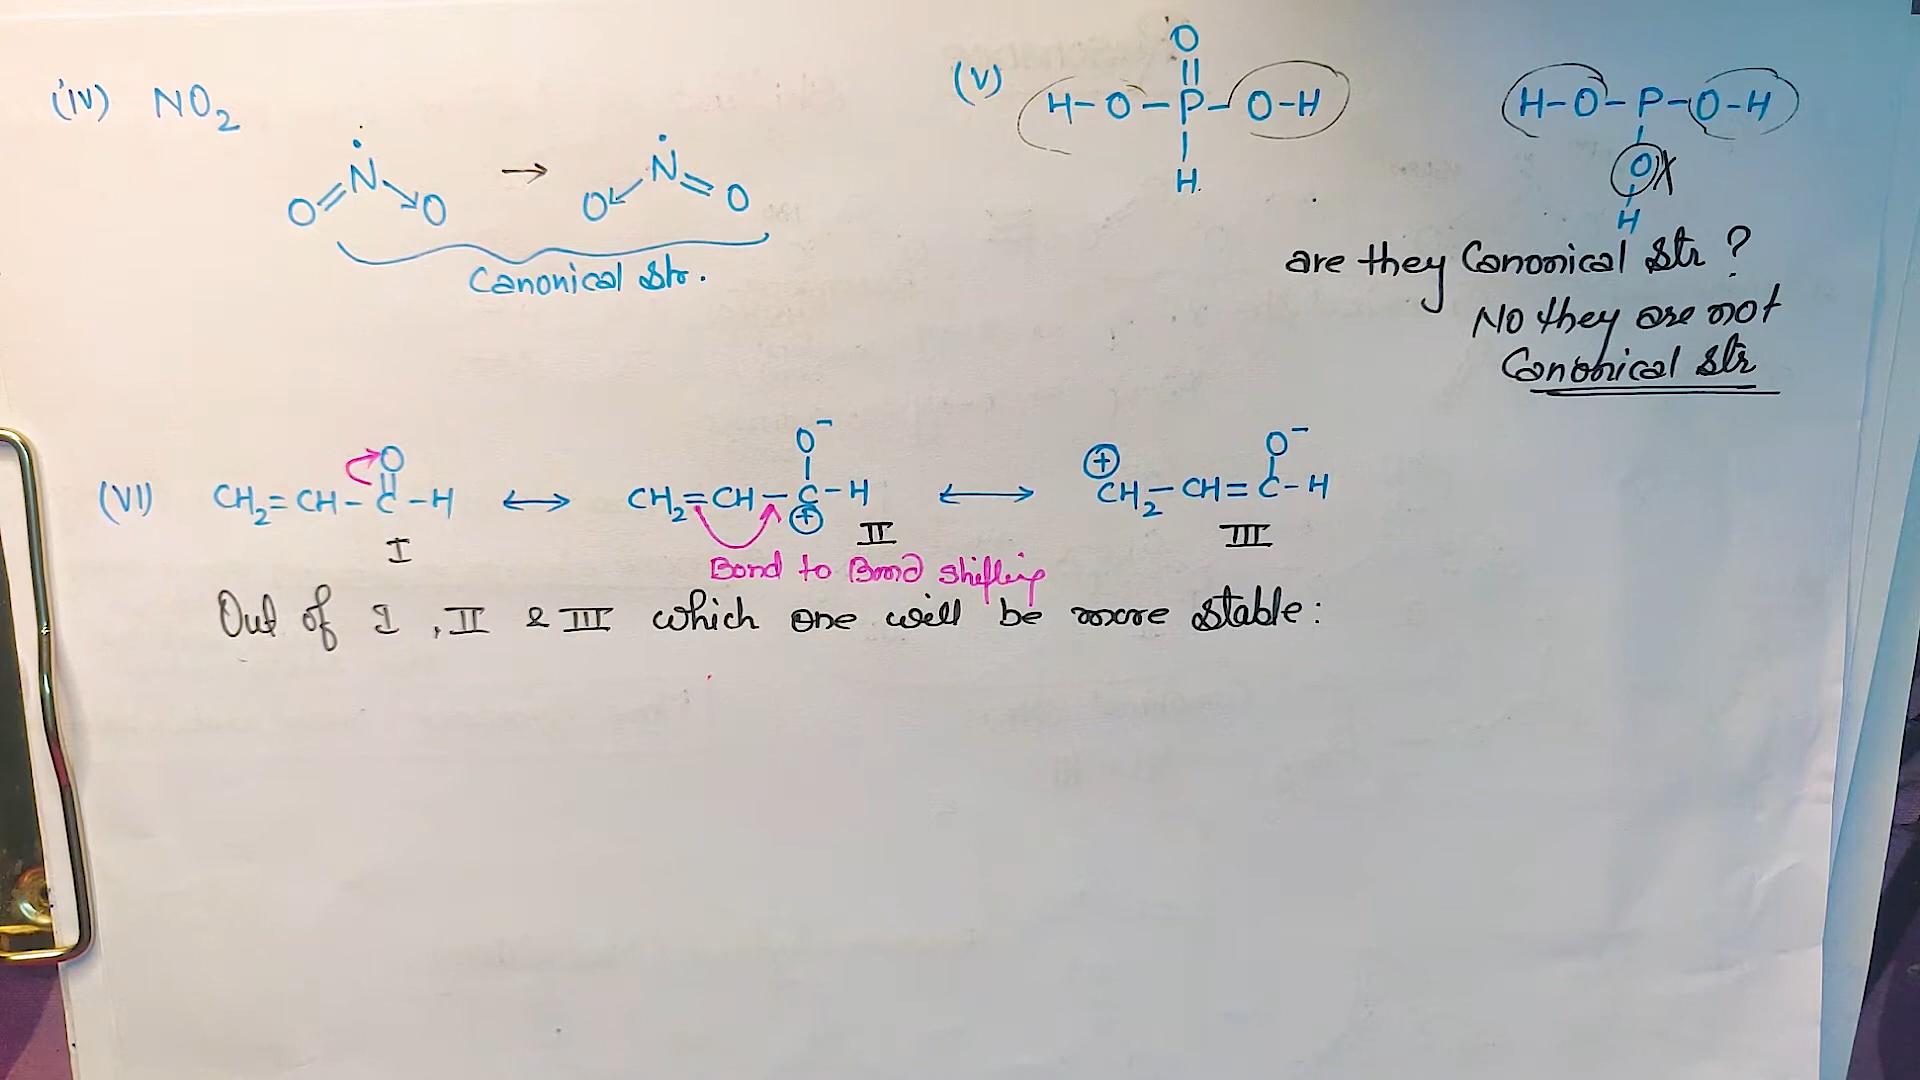 (iv) NO₂
Ṅ → Ṅ
O=N→O O←N=O
Canonical Str.
(V)
O
||
H-O-P-O-H
|
H
H-O-P-O-H
|
O
|
H
are they Canonical Str ?
No they are not
Canonical Str
(VI)
O
||
CH₂=CH-C-H
I
↔
O⁻
|
CH₂=CH-C-H
⊕
II
↔
O⁻
|
⊕
CH₂-CH=C-H
III
Bond to Bond shifting
Out of I , II & III which one will be more stable :